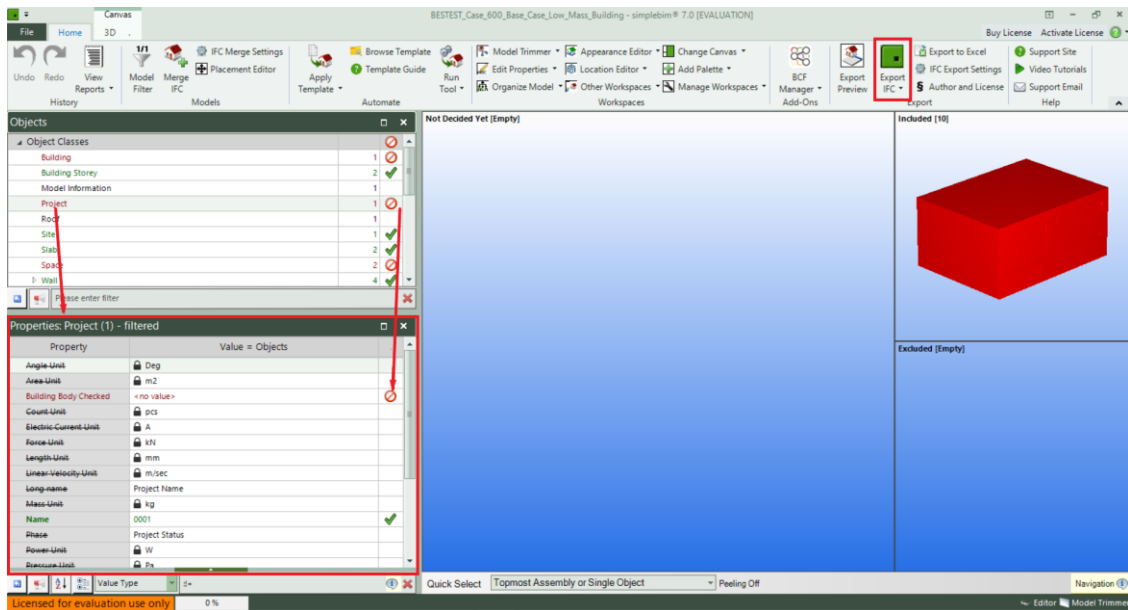 Canvas
BESTEST_Case_600_Base_Case_Low_Mass_Building - simplebim® 7.0 [EVALUATION]
File Home 3D .
Buy License Activate License
Undo Redo View Reports
History
1/1
Model Filter
Merge IFC
IFC Merge Settings
Placement Editor
Models
Apply Template
Browse Template
Template Guide
Automate
Run Tool
Model Trimmer Appearance Editor Change Canvas
Edit Properties Location Editor Add Palette
Organize Model Other Workspaces Manage Workspaces
Workspaces
BCF Manager
Add-Ons
Export Preview
Export IFC
Export to Excel
IFC Export Settings
Author and License
Export
Support Site
Video Tutorials
Support Email
Help
Objects
Object Classes
Building 1
Building Storey 2
Model Information 1
Project 1
Roof 1
Site 1
Slab 2
Space 2
Wall 4
Please enter filter
Properties: Project (1) - filtered
Property Value = Objects
Angle Unit Deg
Area Unit m2
Building Body Checked <no value>
Count Unit pcs
Electric Current Unit A
Force Unit kN
Length Unit mm
Linear Velocity Unit m/sec
Long name Project Name
Mass Unit kg
Name 0001
Phase Project Status
Power Unit W
Pressure Unit Pa
Value Type
Not Decided Yet [Empty]
Included [10]
Excluded [Empty]
Quick Select Topmost Assembly or Single Object Peeling Off
Navigation
Licensed for evaluation use only 0 %
Editor Model Trimmer